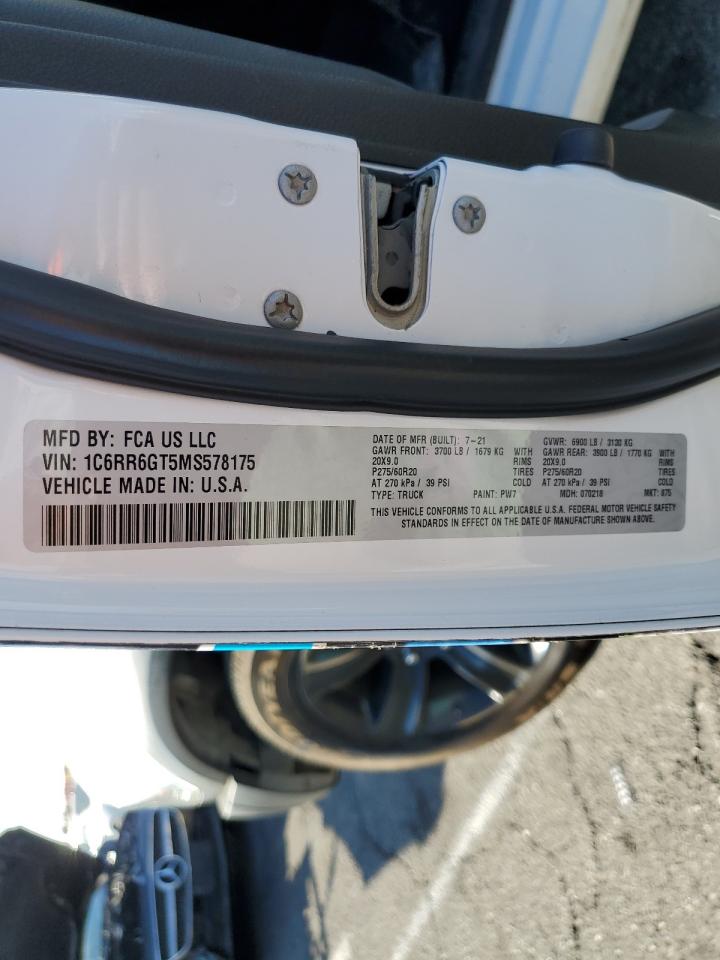 MFD BY: FCA US LLC
VIN: 1C6RR6GT5MS578175
VEHICLE MADE IN: U.S.A.
DATE OF MFR (BUILT): 7-21 GVWR: 6900 LB / 3130 KG
GAWR FRONT: 3700 LB / 1679 KG WITH GAWR REAR: 3900 LB / 1770 KG WITH
20X9.0 RIMS 20X9.0 RIMS
P275/60R20 TIRES P275/60R20 TIRES
AT 270 kPa / 39 PSI COLD AT 270 kPa / 39 PSI COLD
TYPE: TRUCK PAINT: PW7 MDH: 070218 MKT: 875
THIS VEHICLE CONFORMS TO ALL APPLICABLE U.S.A. FEDERAL MOTOR VEHICLE SAFETY
STANDARDS IN EFFECT ON THE DATE OF MANUFACTURE SHOWN ABOVE.